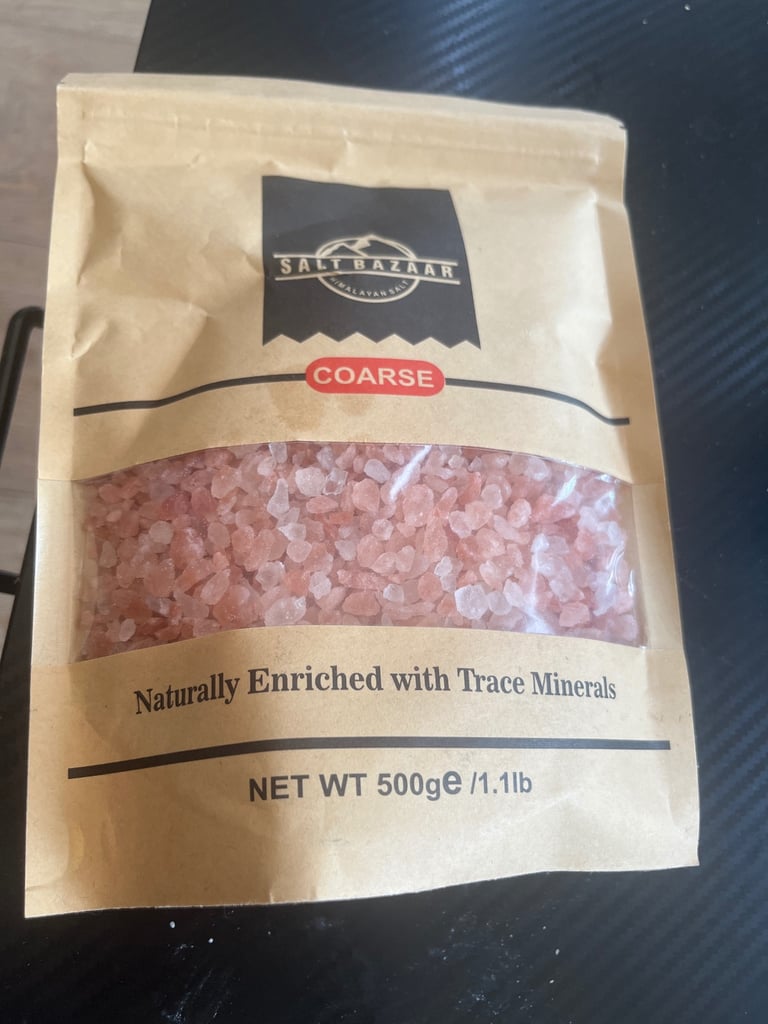 SALT BAZAAR
HIMALAYAN SALT
COARSE
Naturally Enriched with Trace Minerals
NET WT 500g℮ /1.1lb